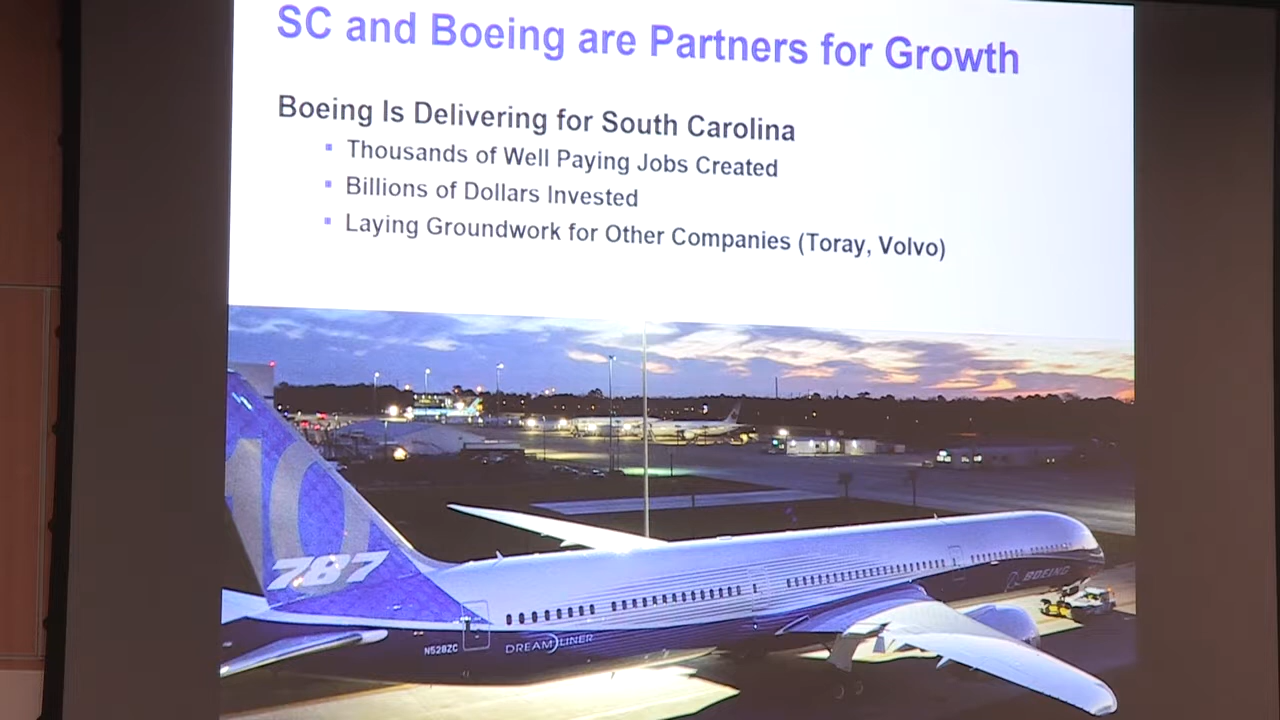 SC and Boeing are Partners for Growth
Boeing Is Delivering for South Carolina
Thousands of Well Paying Jobs Created
Billions of Dollars Invested
Laying Groundwork for Other Companies (Toray, Volvo)
10
787
BOEING
DREAMLINER
N528ZC